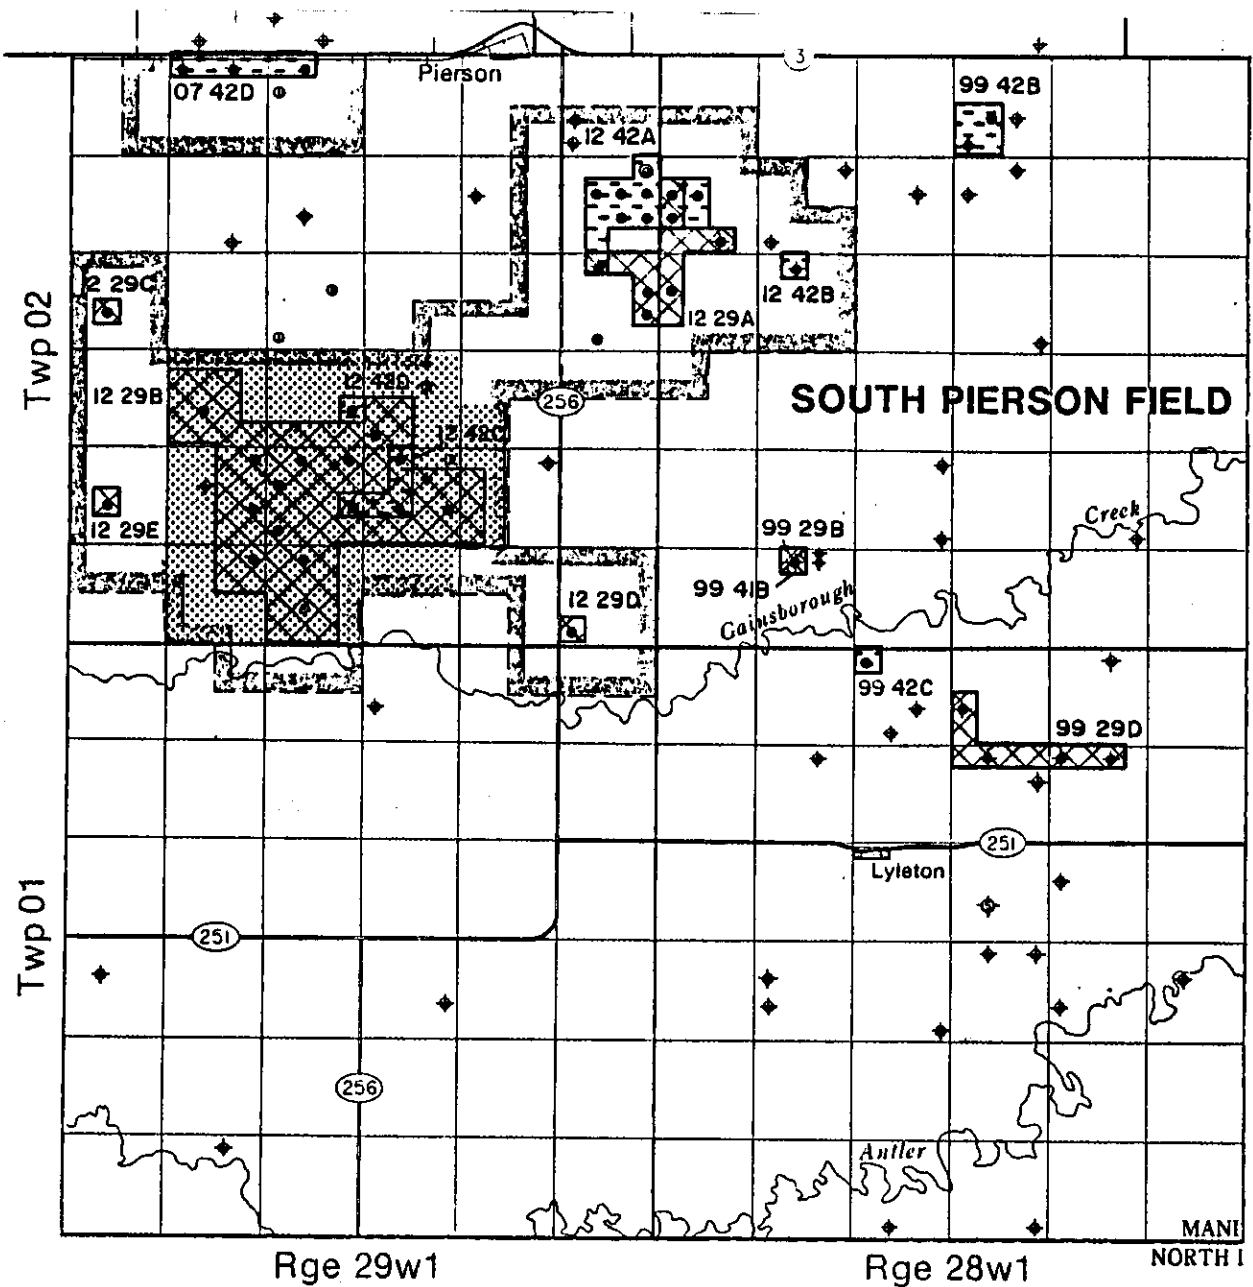 3
Pierson
07 42D
99 42B
12 42A
2 29C
12 42B
12 29A
Twp 02
12 29B
12 42D
256
SOUTH PIERSON FIELD
12 42C
12 29E
Creek
99 29B
99 41B
Gainsborough
12 29D
99 42C
99 29D
251
Lyleton
Twp 01
251
256
Antler
MANI
NORTH
Rge 29w1
Rge 28w1